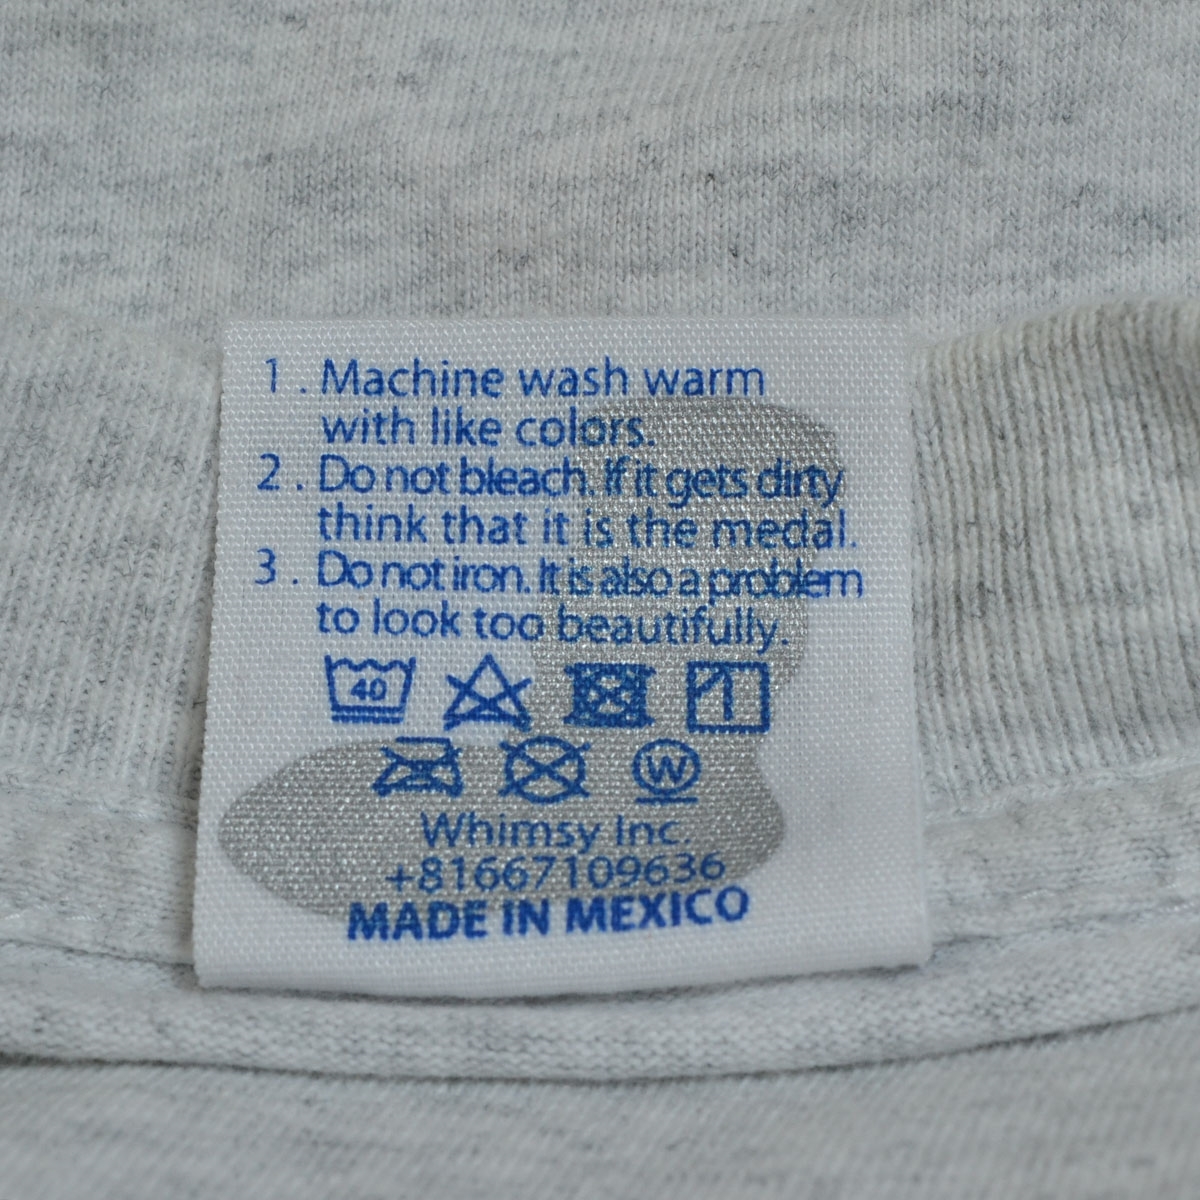 1. Machine wash warm
with like colors.
2. Do not bleach. If it gets dirty
think that it is the medal.
3. Do not iron. It is also a problem
to look too beautifully.
40
W
Whimsy Inc.
+81667109636
MADE IN MEXICO